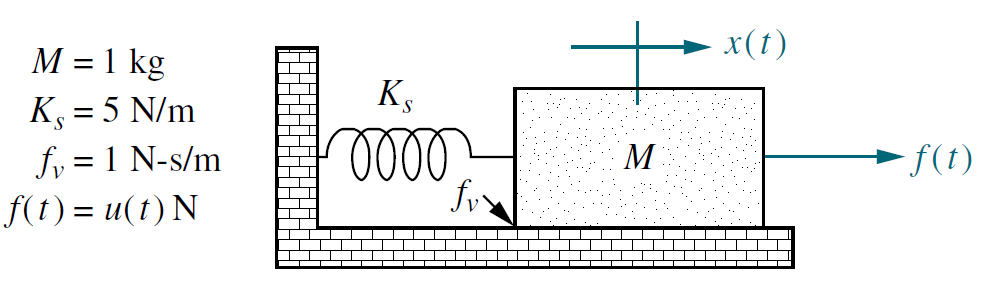 M = 1 kg
K_s = 5 N/m
f_v = 1 N-s/m
f(t) = u(t) N
x(t)
K_s
M
f(t)
f_v